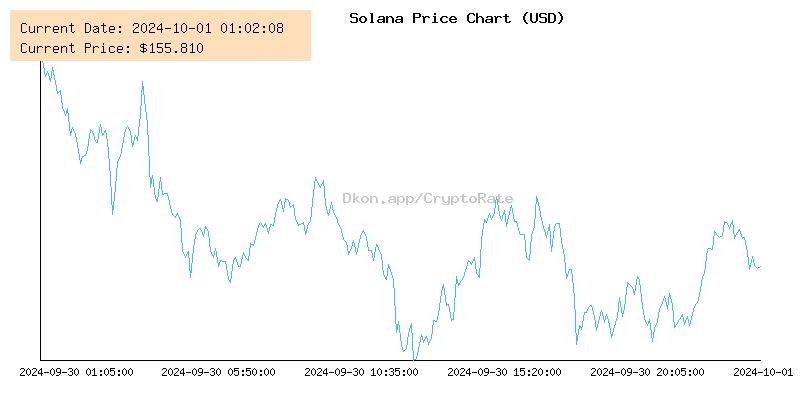 Solana Price Chart (USD)
Current Date: 2024-10-01 01:02:08
Current Price: $155.810
Dkon.app/CryptoRate
2024-09-30 01:05:00 2024-09-30 05:50:00 2024-09-30 10:35:00 2024-09-30 15:20:00 2024-09-30 20:05:00 2024-10-01